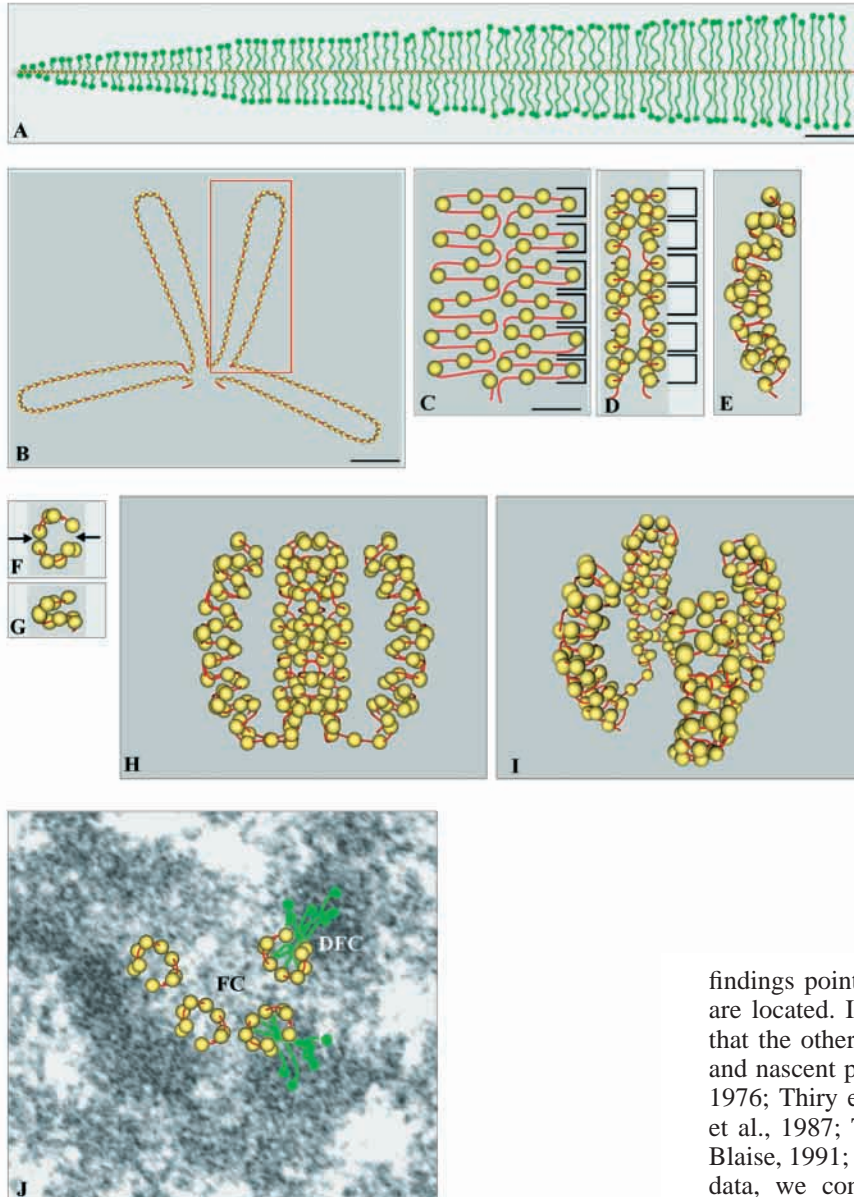 A
B
C
D
E
F
G
H
I
FC
DFC
J
findings point
are located. I
that the other
and nascent p
1976; Thiry e
et al., 1987; T
Blaise, 1991;
data, we con